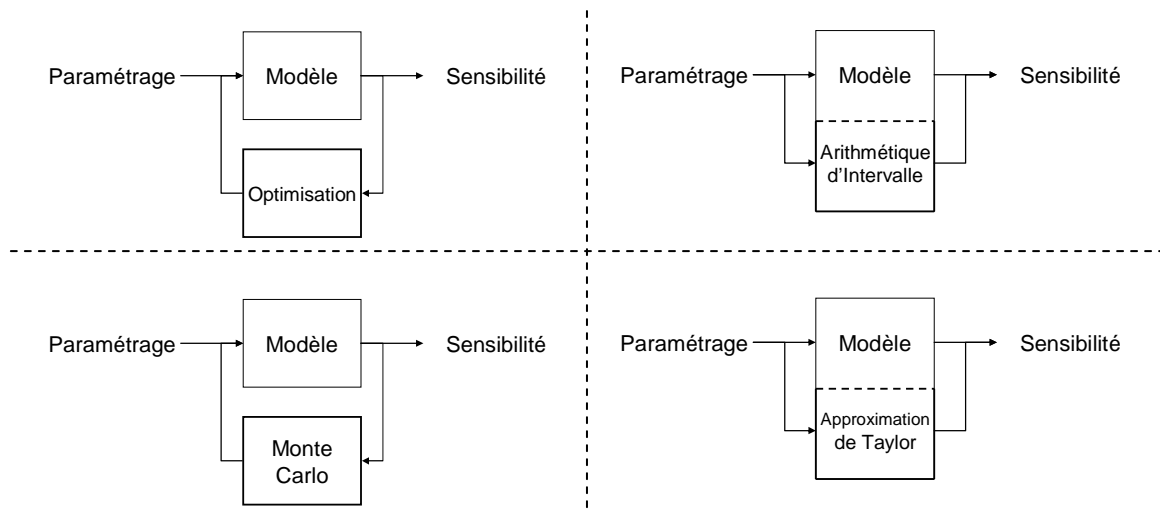 Paramétrage
Modèle
Sensibilité
Optimisation
Paramétrage
Modèle
Sensibilité
Arithmétique
d'Intervalle
Paramétrage
Modèle
Sensibilité
Monte
Carlo
Paramétrage
Modèle
Sensibilité
Approximation
de Taylor